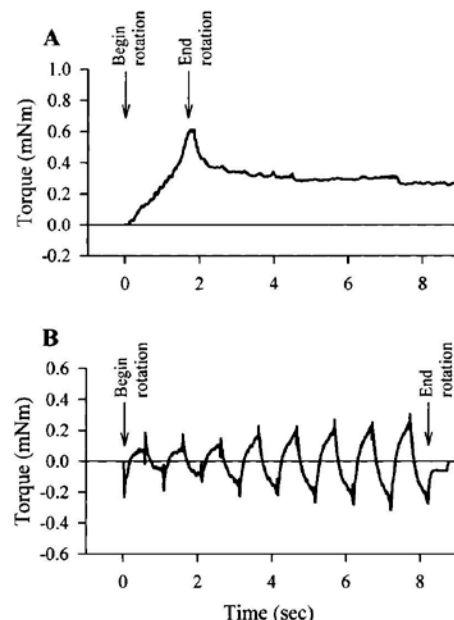 A
Begin
rotation
End
rotation
Torque (mNm)
1.0
0.8
0.6
0.4
0.2
0.0
-0.2
0 2 4 6 8
B
Begin
rotation
End
rotation
Torque (mNm)
0.6
0.4
0.2
0.0
-0.2
-0.4
-0.6
0 2 4 6 8
Time (sec)